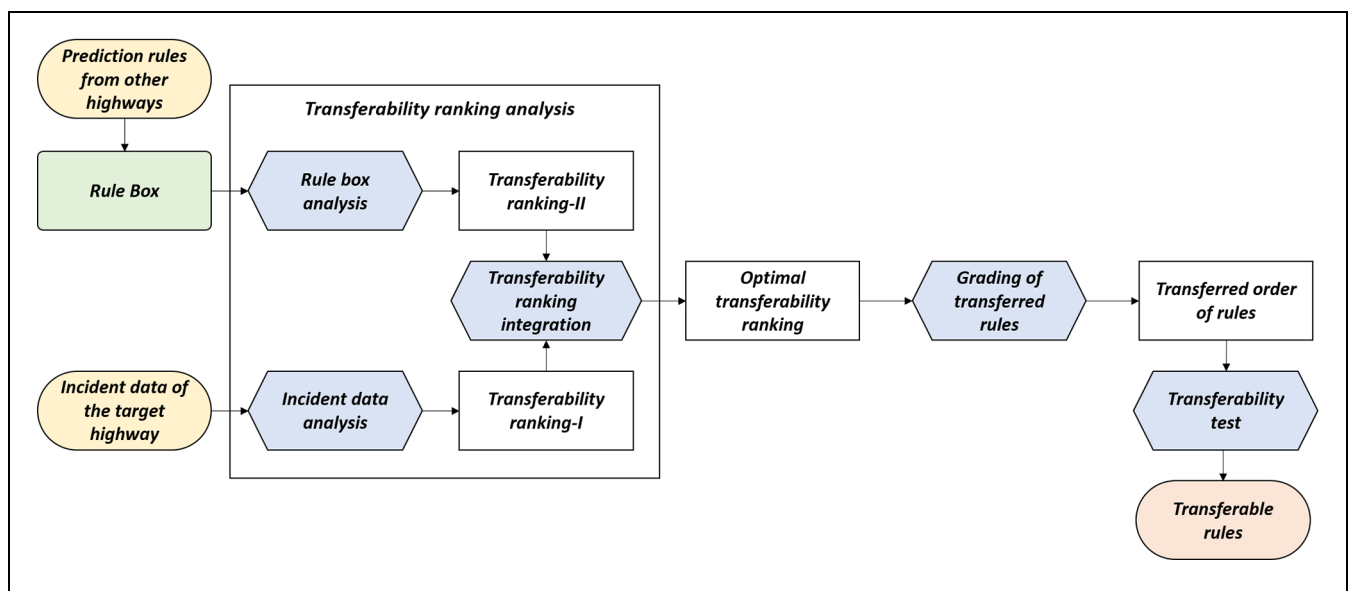 Prediction rules
from other
highways
Transferability ranking analysis
Rule Box
Rule box
analysis
Transferability
ranking-II
Transferability
ranking
integration
Optimal
transferability
ranking
Grading of
transferred
rules
Transferred order
of rules
Incident data of
the target
highway
Incident data
analysis
Transferability
ranking-I
Transferability
test
Transferable
rules